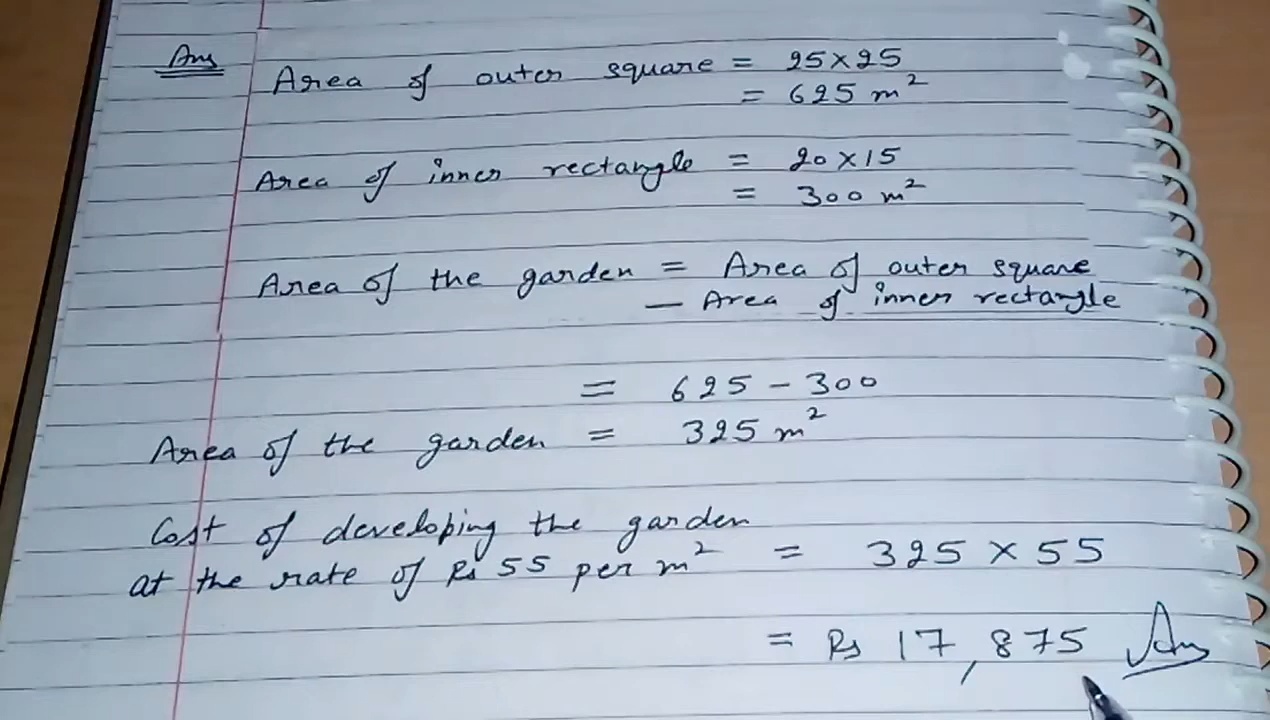 Ans
Area of outer square = 25 × 25
= 625 m²
Area of inner rectangle = 20 × 15
= 300 m²
Area of the garden = Area of outer square
— Area of inner rectangle
= 625 - 300
Area of the garden = 325 m²
Cost of developing the garden
at the rate of Rs 55 per m² = 325 × 55
= Rs 17,875 Ans